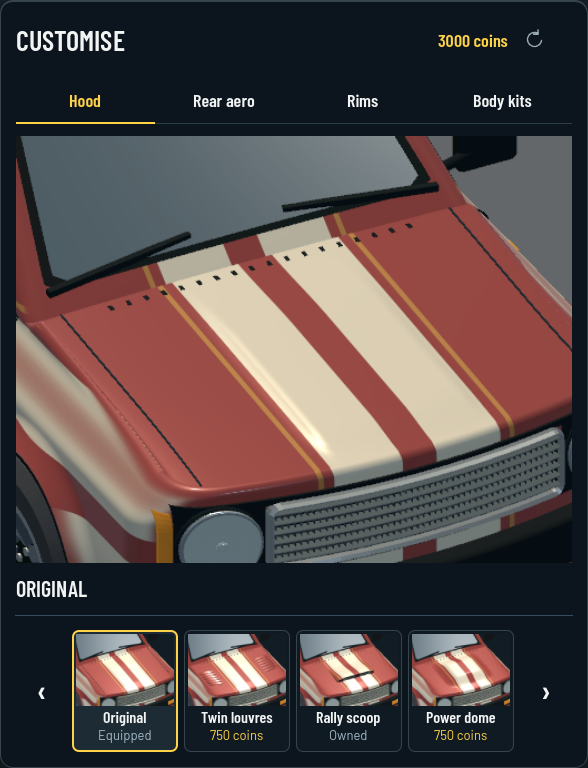 CUSTOMISE
3000 coins
Hood
Rear aero
Rims
Body kits
ORIGINAL
Original
Equipped
Twin louvres
750 coins
Rally scoop
Owned
Power dome
750 coins